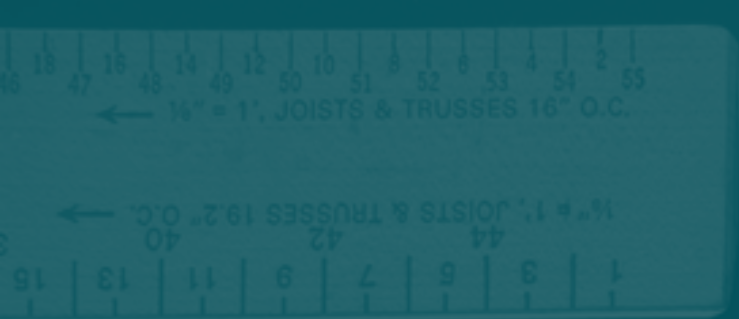 18 16 14 12 10 8 6 4 2
46 47 48 49 50 51 52 53 54 55
⅛" = 1', JOISTS & TRUSSES 16" O.C.
⅛" = 1', JOISTS & TRUSSES 19.2" O.C.
40 42 44
15 13 11 9 7 5 3 1